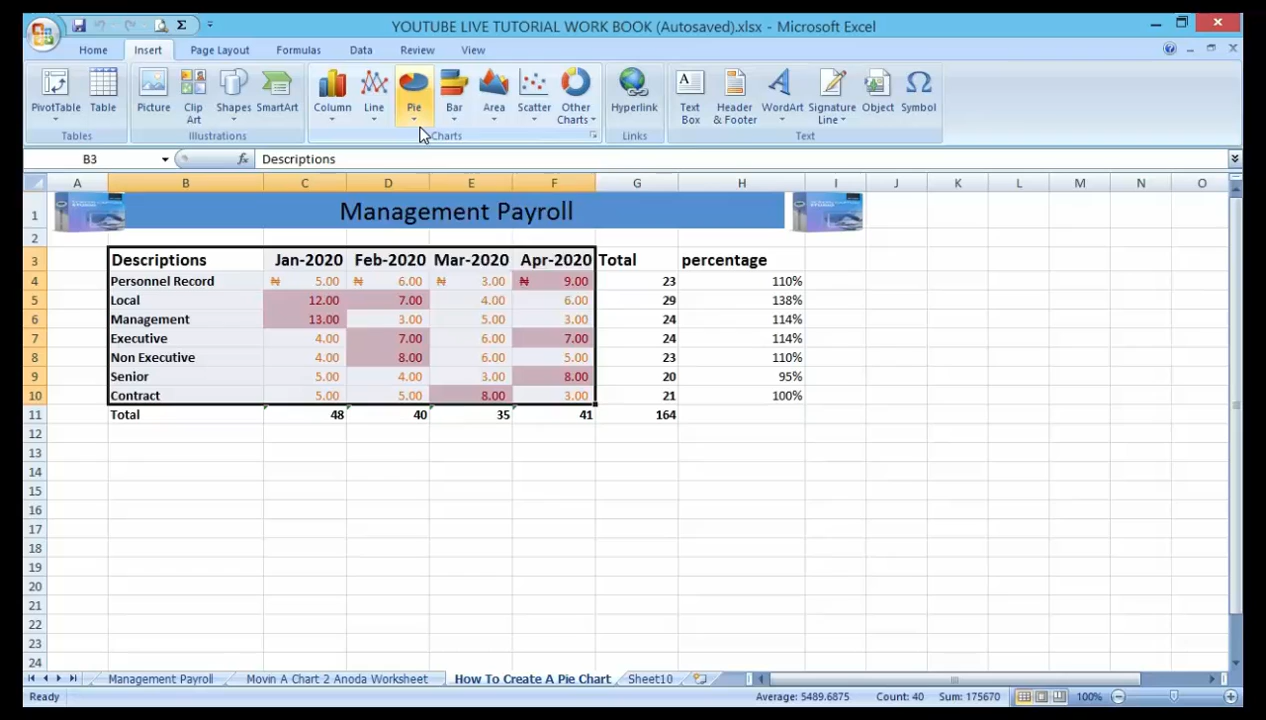 YOUTUBE LIVE TUTORIAL WORK BOOK (Autosaved).xlsx - Microsoft Excel
Home Insert Page Layout Formulas Data Review View
PivotTable Table Picture Clip Art Shapes SmartArt Column Line Pie Bar Area Scatter Other Charts Hyperlink Text Box Header & Footer WordArt Signature Line Object Symbol
Tables Illustrations Charts Links Text
B3 fx Descriptions
A B C D E F G H I J K L M N O
1 Management Payroll
2
3 Descriptions Jan-2020 Feb-2020 Mar-2020 Apr-2020 Total percentage
4 Personnel Record ₦ 5.00 ₦ 6.00 ₦ 3.00 ₦ 9.00 23 110%
5 Local 12.00 7.00 4.00 6.00 29 138%
6 Management 13.00 3.00 5.00 3.00 24 114%
7 Executive 4.00 7.00 6.00 7.00 24 114%
8 Non Executive 4.00 8.00 6.00 5.00 23 110%
9 Senior 5.00 4.00 3.00 8.00 20 95%
10 Contract 5.00 5.00 8.00 3.00 21 100%
11 Total 48 40 35 41 164
12
13
14
15
16
17
18
19
20
21
22
23
24
Management Payroll Movin A Chart 2 Anoda Worksheet How To Create A Pie Chart Sheet10
Ready Average: 5489.6875 Count: 40 Sum: 175670 100%